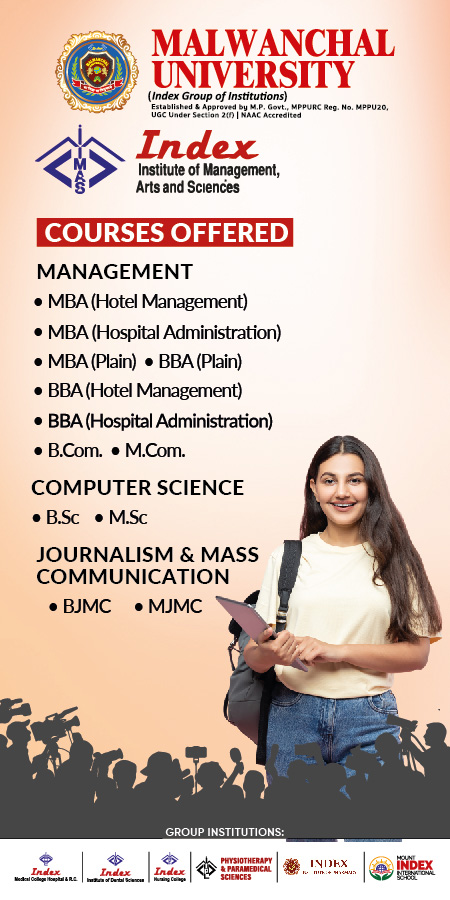 MALWANCHAL
UNIVERSITY
(Index Group of Institutions)
Established & Approved by M.P. Govt., MPPURC Reg. No. MPPU20,
UGC Under Section 2(f) | NAAC Accredited
IIMAS
Index
Institute of Management,
Arts and Sciences
COURSES OFFERED
MANAGEMENT
• MBA (Hotel Management)
• MBA (Hospital Administration)
• MBA (Plain) • BBA (Plain)
• BBA (Hotel Management)
• BBA (Hospital Administration)
• B.Com. • M.Com.
COMPUTER SCIENCE
• B.Sc • M.Sc
JOURNALISM & MASS
COMMUNICATION
• BJMC • MJMC
GROUP INSTITUTIONS:
Index
Medical College Hospital & R.C.
Index
Institute of Dental Sciences
Index
Nursing College
PHYSIOTHERAPY
& PARAMEDICAL
SCIENCES
INDEX
INSTITUTE OF PHARMACY
MOUNT
INDEX
INTERNATIONAL
SCHOOL